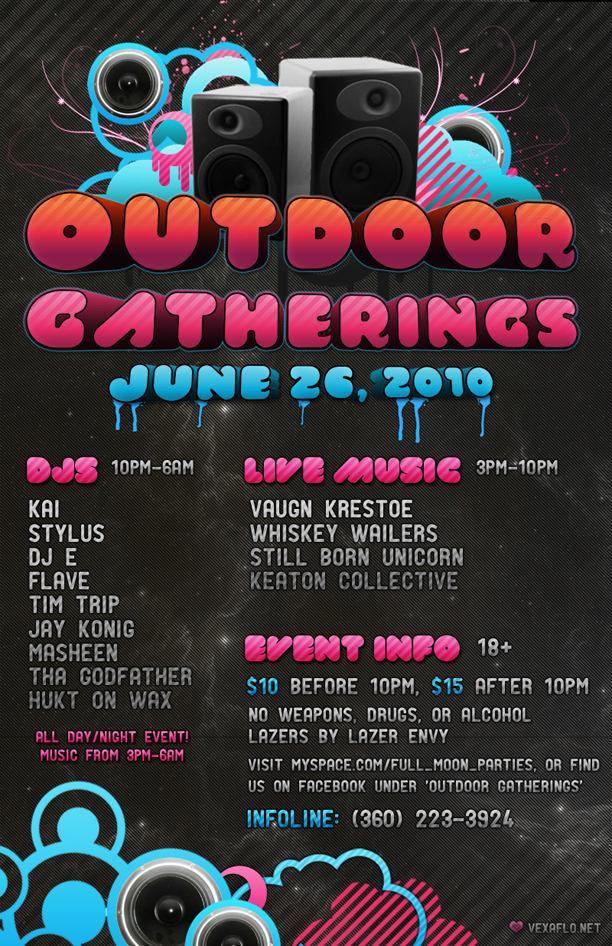 OUTDOOR
GATHERINGS
JUNE 26, 2010
DJS 10PM-6AM
KAI
STYLUS
DJ E
FLAVE
TIM TRIP
JAY KONIG
MASHEEN
THA GODFATHER
HUKT ON WAX
ALL DAY/NIGHT EVENT!
MUSIC FROM 3PM-6AM
LIVE MUSIC 3PM-10PM
VAUGN KRESTOE
WHISKEY WAILERS
STILL BORN UNICORN
KEATON COLLECTIVE
EVENT INFO 18+
$10 BEFORE 10PM, $15 AFTER 10PM
NO WEAPONS, DRUGS, OR ALCOHOL
LAZERS BY LAZER ENVY
VISIT MYSPACE.COM/FULL_MOON_PARTIES, OR FIND
US ON FACEBOOK UNDER 'OUTDOOR GATHERINGS'
INFOLINE: (360) 223-3924
VEXAFLO.NET